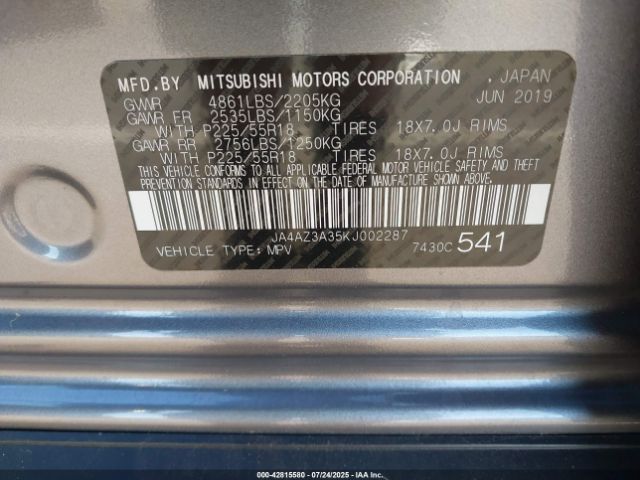 MFD.BY MITSUBISHI MOTORS CORPORATION . JAPAN
GVWR 4861LBS/2205KG JUN 2019
GAWR FR 2535LBS/1150KG
WITH P225/55R18. TIRES 18X7.0J RIMS
GAWR RR 2756LBS/1250KG
WITH P225/55R18 TIRES 18X7.0J RIMS
THIS VEHICLE CONFORMS TO ALL APPLICABLE FEDERAL MOTOR VEHICLE SAFETY AND THEFT
PREVENTION STANDARDS IN EFFECT ON THE DATE OF MANUFACTURE SHOWN ABOVE.
JA4AZ3A35KJ002287
VEHICLE TYPE: MPV 7430C 541
000-42815580 - 07/24/2025 - IAAI.COM